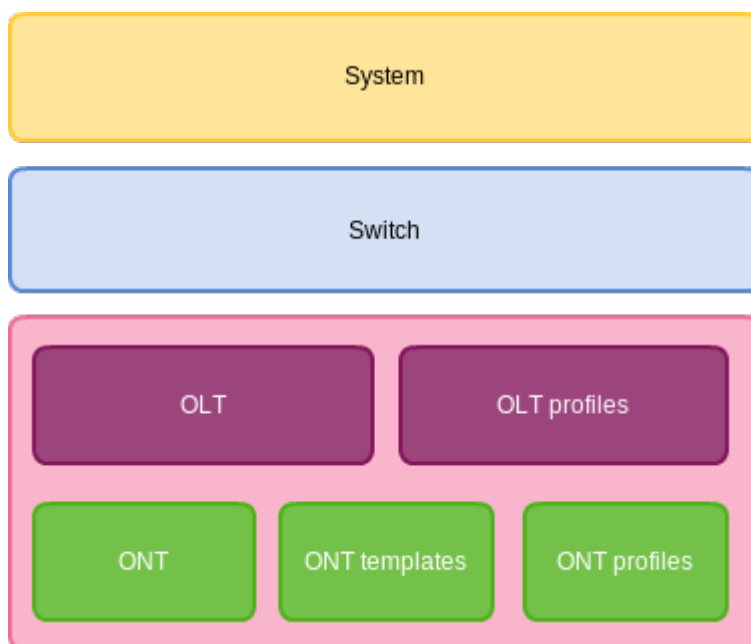 System
Switch
OLT
OLT profiles
ONT
ONT templates
ONT profiles